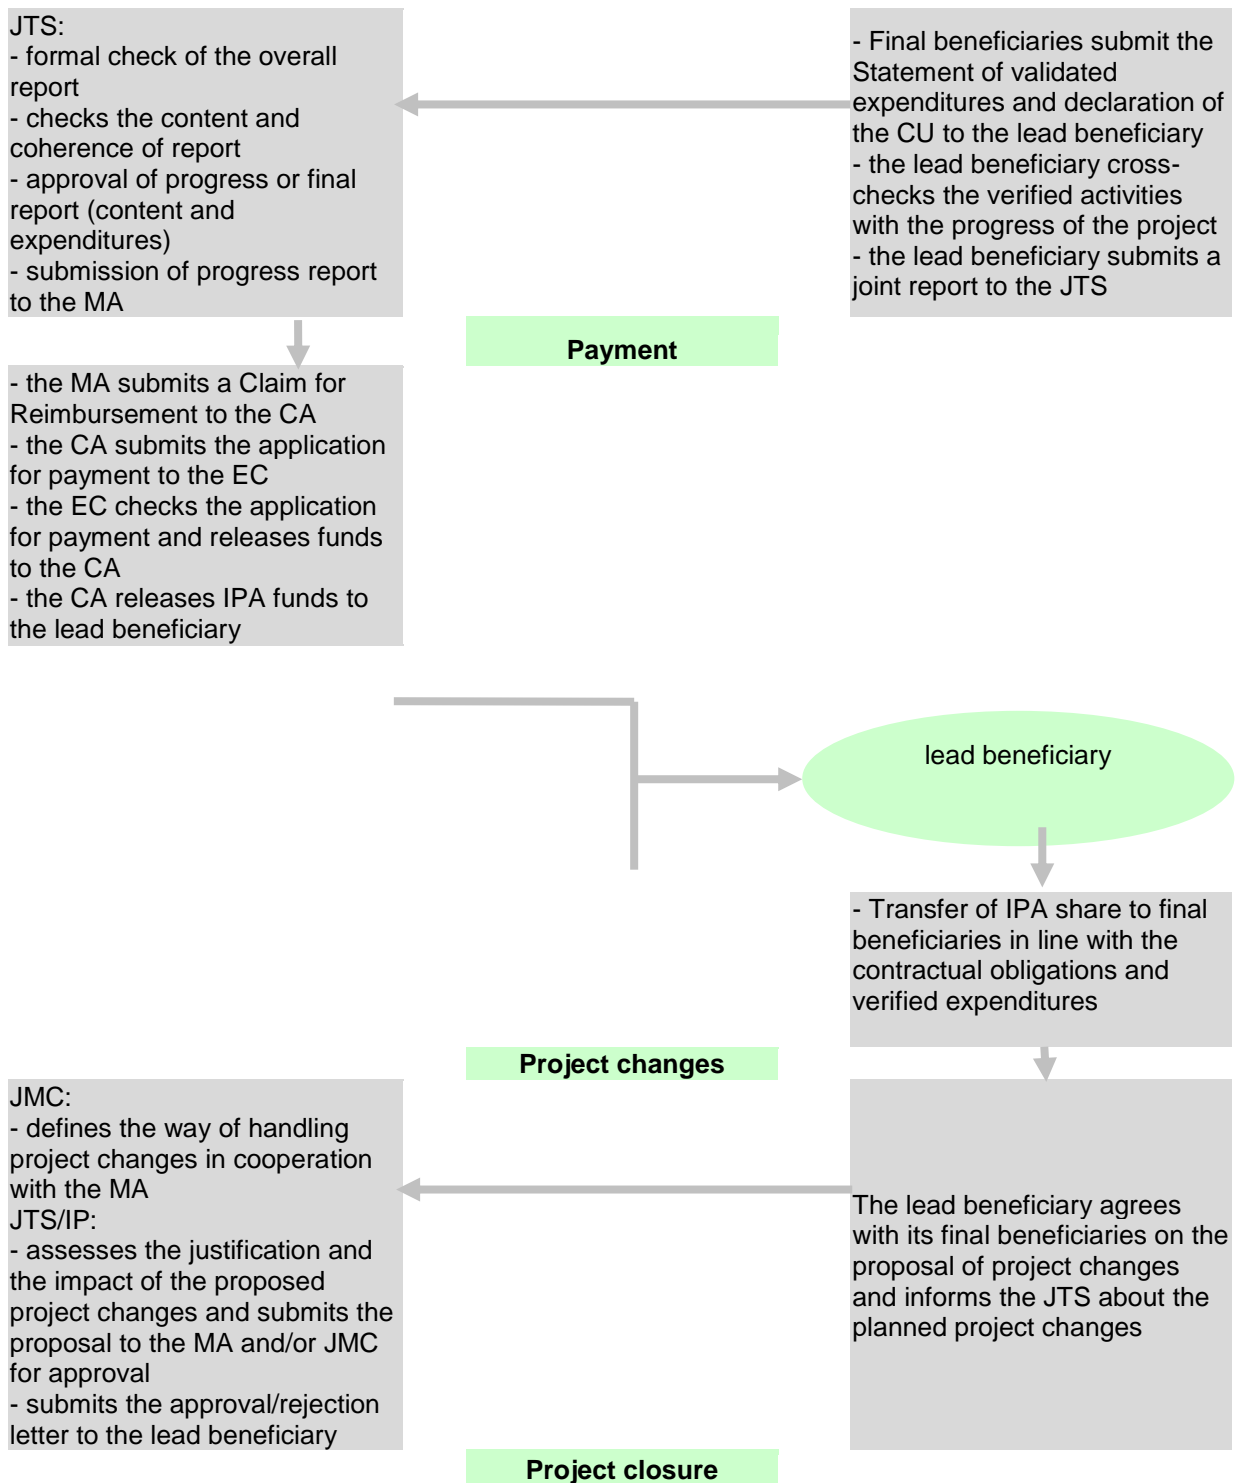 JTS:
- formal check of the overall
report
- checks the content and
coherence of report
- approval of progress or final
report (content and
expenditures)
- submission of progress report
to the MA
- Final beneficiaries submit the
Statement of validated
expenditures and declaration of
the CU to the lead beneficiary
- the lead beneficiary cross-
checks the verified activities
with the progress of the project
- the lead beneficiary submits a
joint report to the JTS
Payment
- the MA submits a Claim for
Reimbursement to the CA
- the CA submits the application
for payment to the EC
- the EC checks the application
for payment and releases funds
to the CA
- the CA releases IPA funds to
the lead beneficiary
lead beneficiary
- Transfer of IPA share to final
beneficiaries in line with the
contractual obligations and
verified expenditures
Project changes
JMC:
- defines the way of handling
project changes in cooperation
with the MA
JTS/IP:
- assesses the justification and
the impact of the proposed
project changes and submits the
proposal to the MA and/or JMC
for approval
- submits the approval/rejection
letter to the lead beneficiary
The lead beneficiary agrees
with its final beneficiaries on the
proposal of project changes
and informs the JTS about the
planned project changes
Project closure